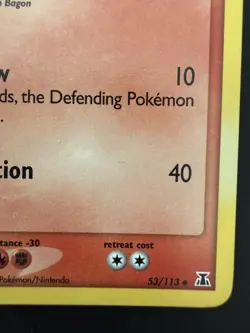 Bagon
10
ds, the Defending Pokémon
.
tion
40
tance -30
retreat cost
Pokémon/Nintendo
53/113